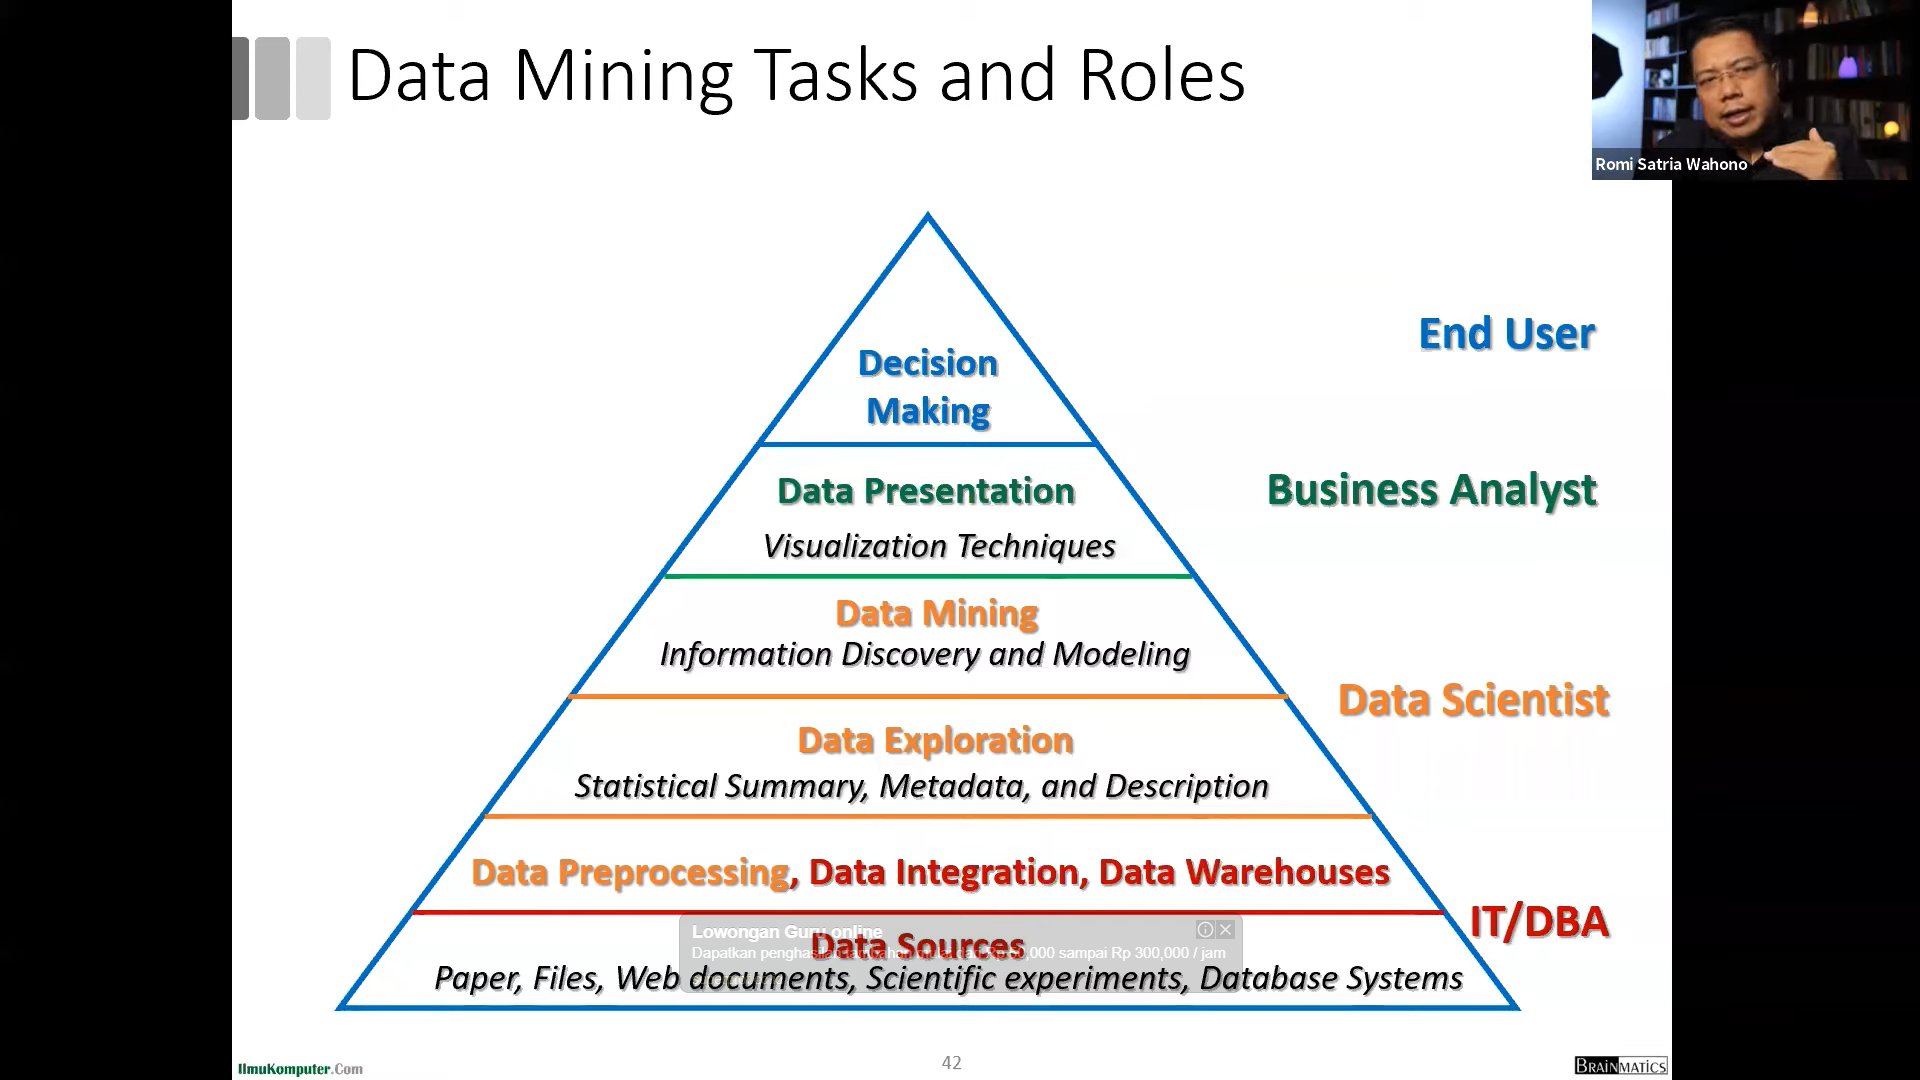 Data Mining Tasks and Roles
Romi Satria Wahono
End User
Decision
Making
Data Presentation
Business Analyst
Visualization Techniques
Data Mining
Information Discovery and Modeling
Data Scientist
Data Exploration
Statistical Summary, Metadata, and Description
Data Preprocessing, Data Integration, Data Warehouses
IT/DBA
Lowongan Guru online
Data Sources
Dapatkan penghasilan sampai Rp 300,000 / jam
Paper, Files, Web documents, Scientific experiments, Database Systems
IlmuKomputer.Com
42
BRAINMATICS